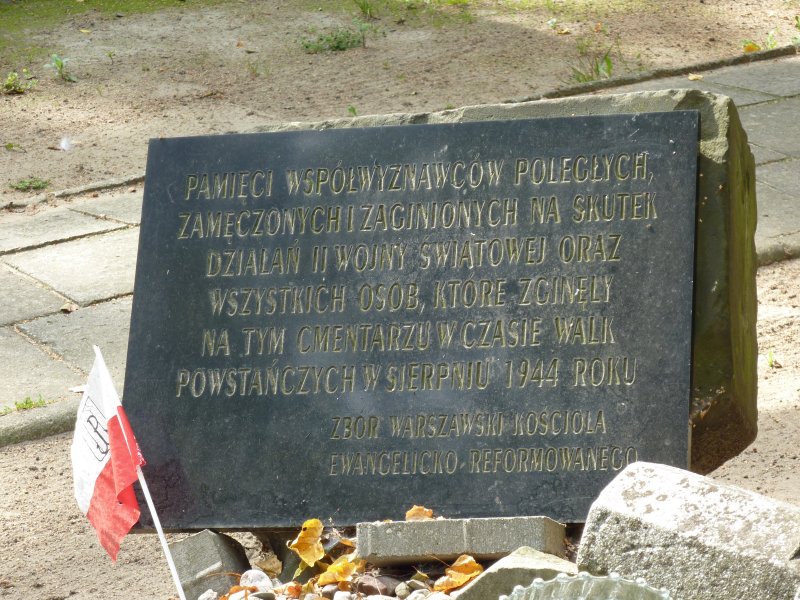 PAMIĘCI WSPÓŁWYZNAWCÓW POLEGŁYCH,
ZAMĘCZONYCH I ZAGINIONYCH NA SKUTEK
DZIAŁAŃ II WOJNY ŚWIATOWEJ ORAZ
WSZYSTKICH OSÓB, KTÓRE ZGINĘŁY
NA TYM CMENTARZU W CZASIE WALK
POWSTAŃCZYCH W SIERPNIU 1944 ROKU
ZBÓR WARSZAWSKI KOŚCIOŁA
EWANGELICKO-REFORMOWANEGO